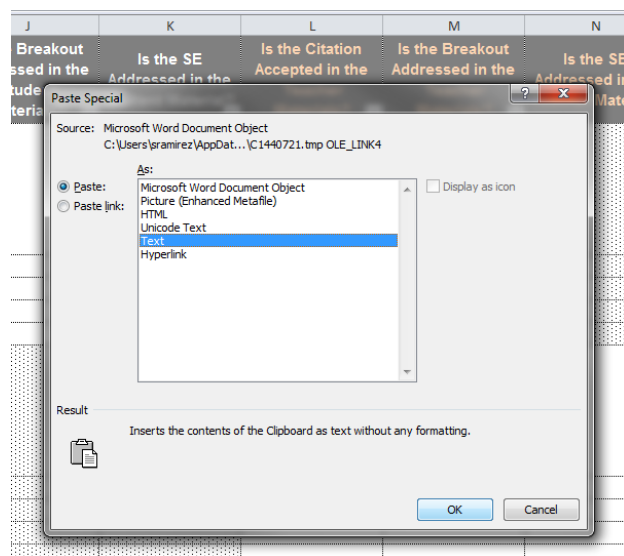 J K L M N
Breakout
ssed in the
tude
teria
Is the SE
Addressed in the
Is the Citation
Accepted in the
Is the Breakout
Addressed in the
Is the SE
Addressed in
Mate
Paste Special
Source: Microsoft Word Document Object
C:\Users\sramirez\AppDat...\C1440721.tmp OLE_LINK4
As:
Paste:
Paste link:
Microsoft Word Document Object
Picture (Enhanced Metafile)
HTML
Unicode Text
Text
Hyperlink
Display as icon
Result
Inserts the contents of the Clipboard as text without any formatting.
OK Cancel